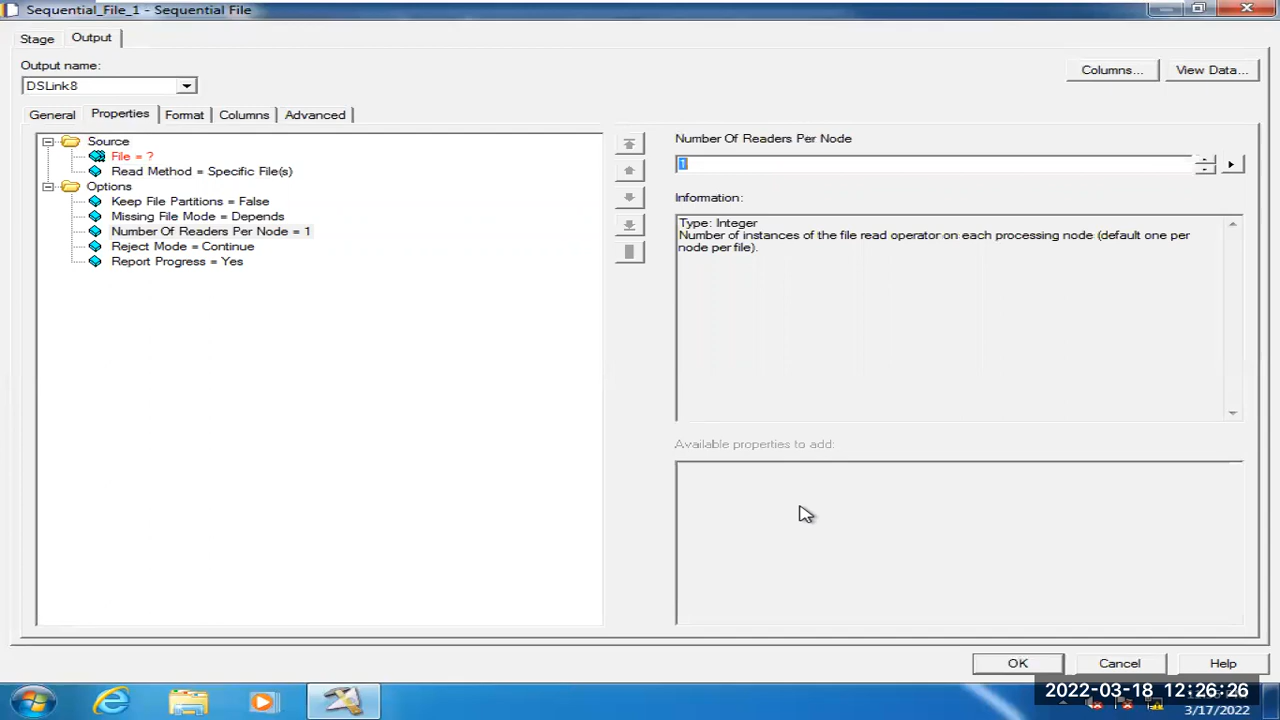 Sequential_File_1 - Sequential File
Stage
Output
Output name:
DSLink8
Columns...
View Data...
General
Properties
Format
Columns
Advanced
Source
File = ?
Read Method = Specific File(s)
Options
Keep File Partitions = False
Missing File Mode = Depends
Number Of Readers Per Node = 1
Reject Mode = Continue
Report Progress = Yes
Number Of Readers Per Node
1
Information:
Type: Integer
Number of instances of the file read operator on each processing node (default one per
node per file).
Available properties to add:
OK
Cancel
Help
2022-03-18 12:26:26
3/17/2022